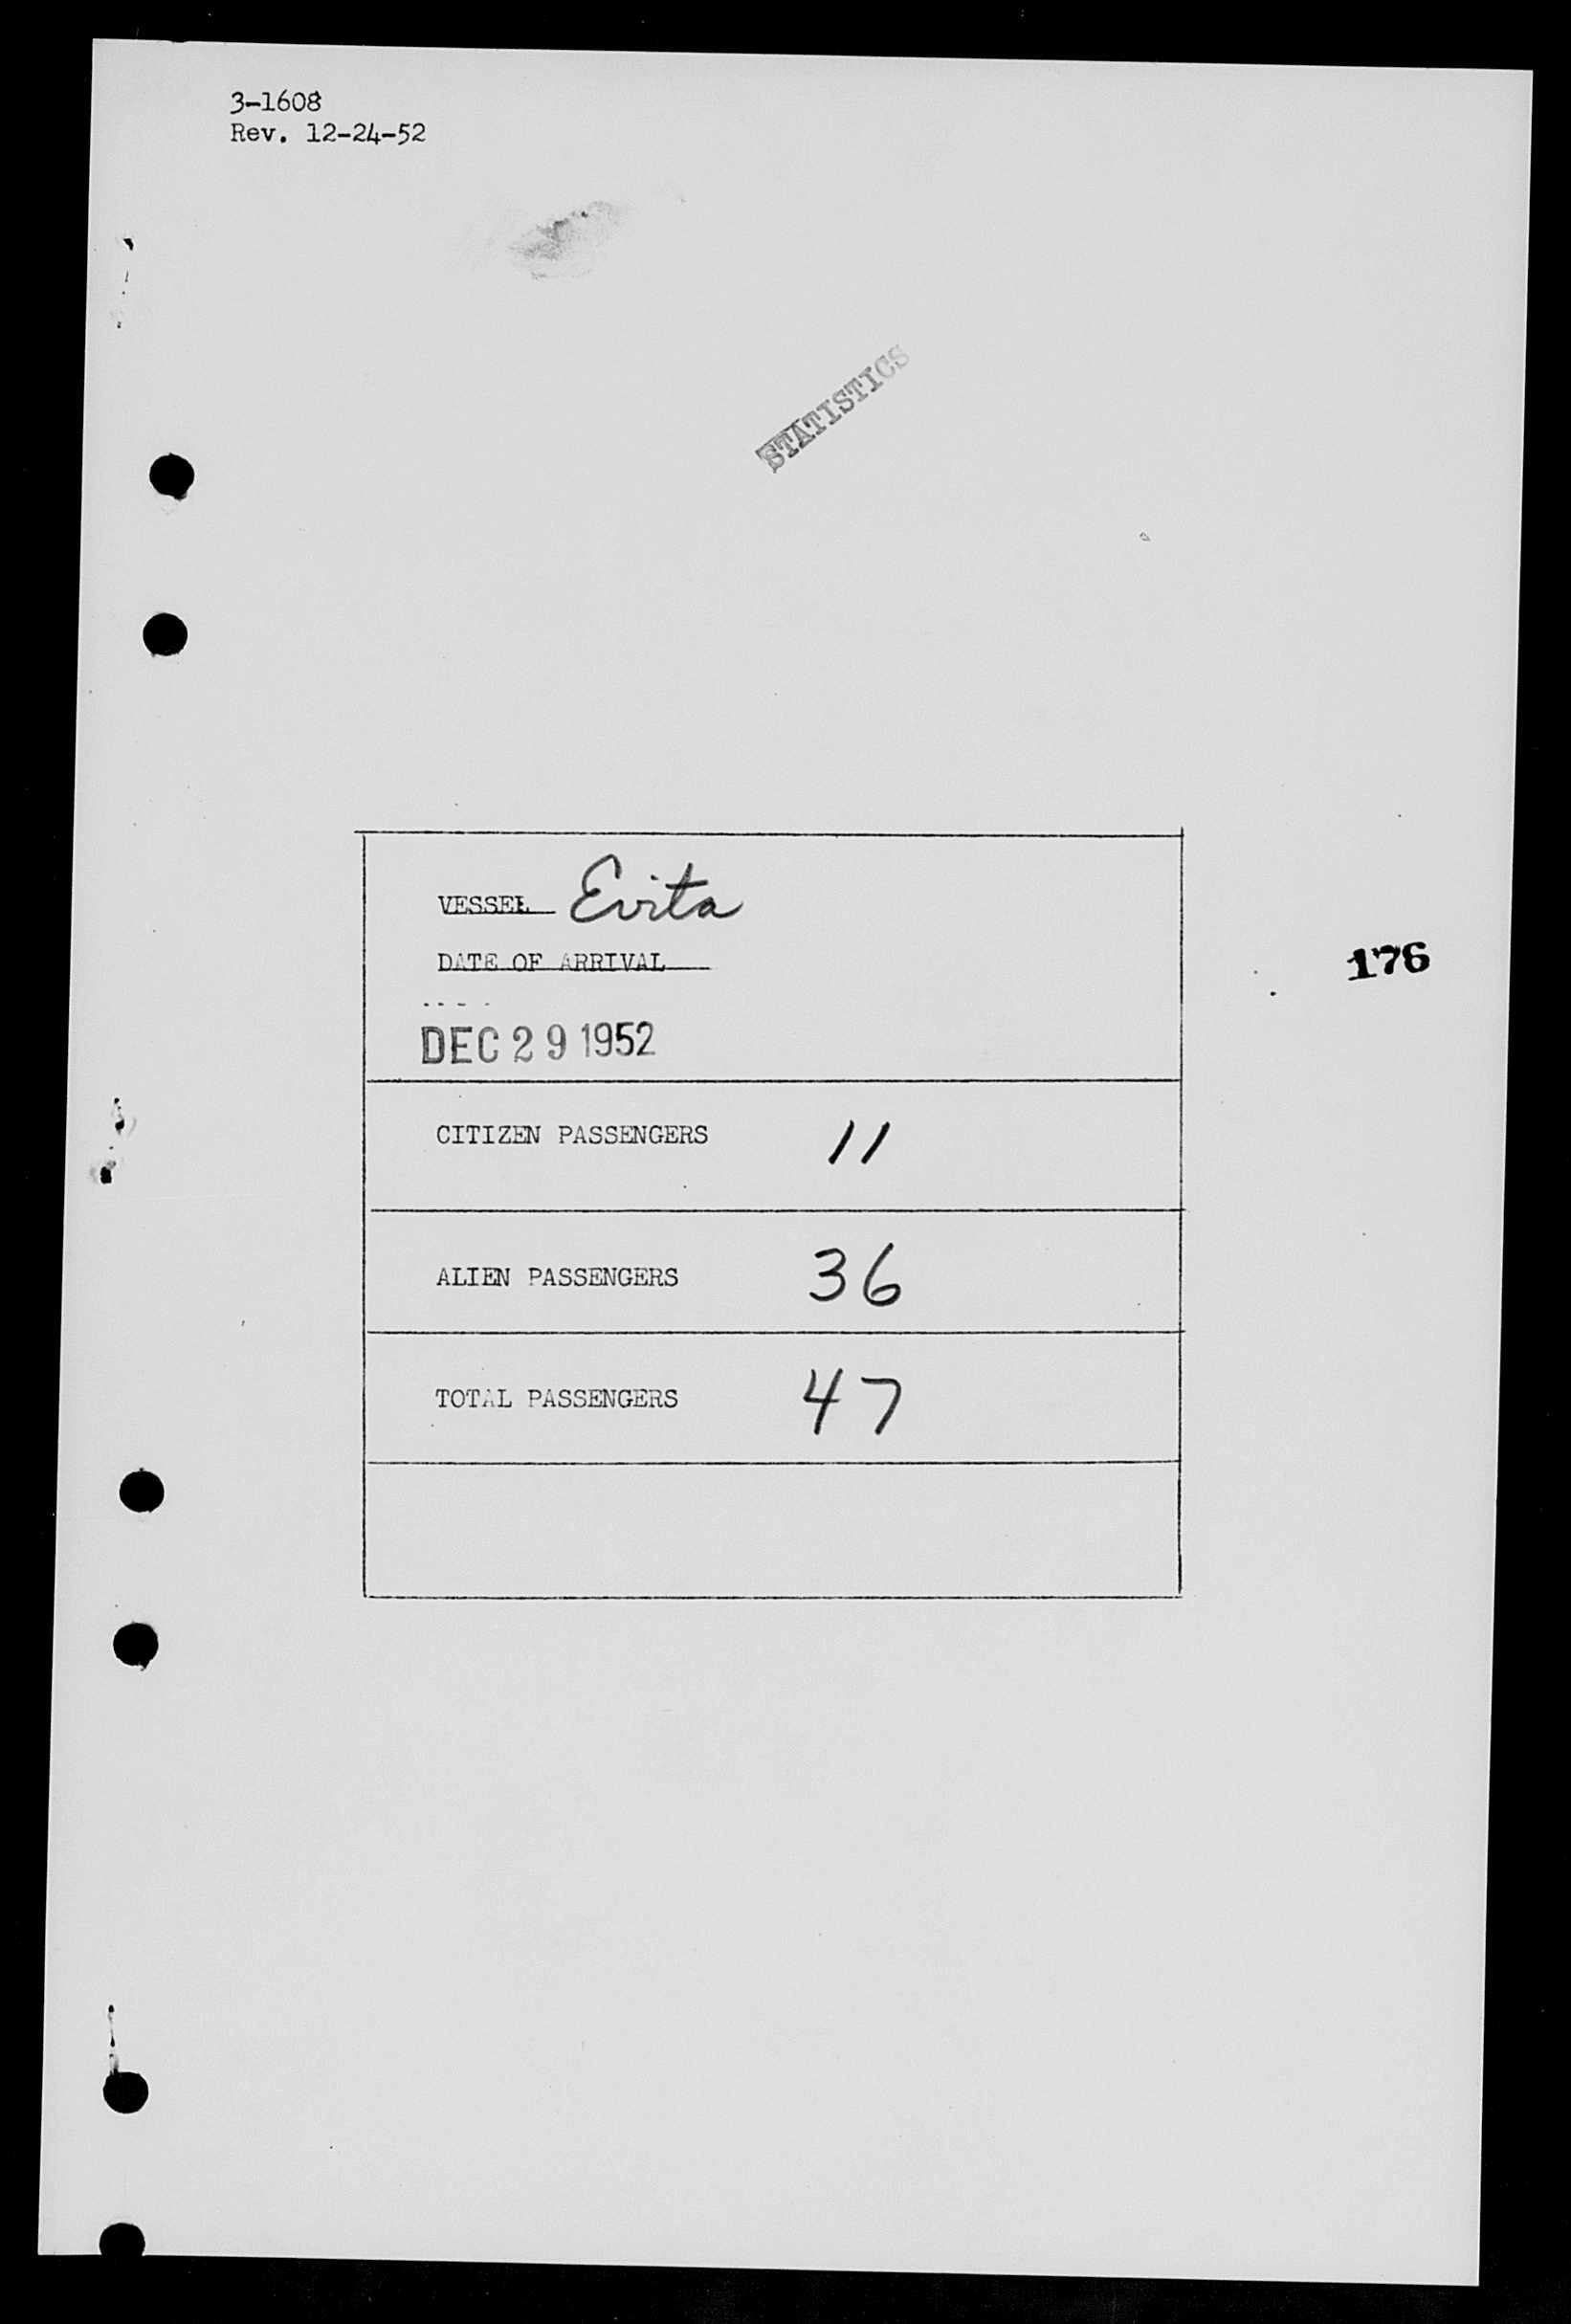 3-1608
Rev. 12-24-52
STATISTICS
VESSEL Evita
DATE OF ARRIVAL
176
DEC 29 1952
CITIZEN PASSENGERS 11
ALIEN PASSENGERS 36
TOTAL PASSENGERS 47